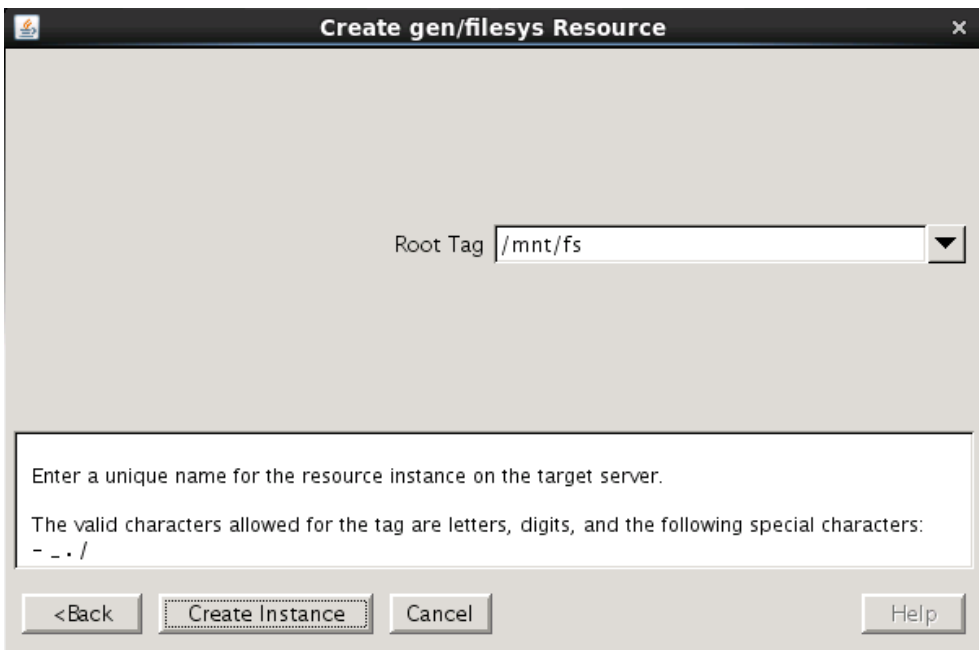 Create gen/filesys Resource
Root Tag /mnt/fs
Enter a unique name for the resource instance on the target server.
The valid characters allowed for the tag are letters, digits, and the following special characters:
- _ . /
<Back Create Instance Cancel Help